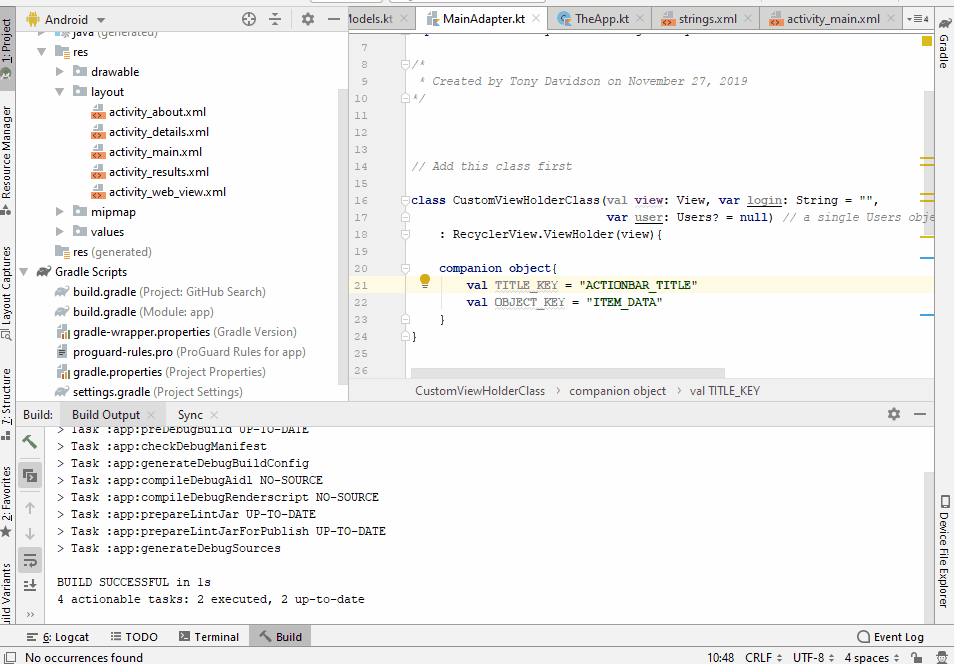 1: Project
Resource Manager
Layout Captures
Z: Structure
2: Favorites
Android
java (generated)
res
drawable
layout
activity_about.xml
activity_details.xml
activity_main.xml
activity_results.xml
activity_web_view.xml
mipmap
values
res (generated)
Gradle Scripts
build.gradle (Project: GitHub Search)
build.gradle (Module: app)
gradle-wrapper.properties (Gradle Version)
proguard-rules.pro (ProGuard Rules for app)
gradle.properties (Project Properties)
settings.gradle (Project Settings)
MainAdapter.kt
TheApp.kt
strings.xml
activity_main.xml
4
7
8 /*
9 * Created by Tony Davidson on November 27, 2019
10 */
11
12
13
14 // Add this class first
15
16 class CustomViewHolderClass(val view: View, var login: String = "",
17 var user: Users? = null) // a single Users obje
18 : RecyclerView.ViewHolder(view){
19
20 companion object{
21 val TITLE_KEY = "ACTIONBAR_TITLE"
22 val OBJECT_KEY = "ITEM_DATA"
23 }
24 }
25
26
CustomViewHolderClass › companion object › val TITLE_KEY
Gradle
Device File Explorer
Build: Build Output Sync
> Task :app:preDebugBuild UP-TO-DATE
> Task :app:checkDebugManifest
> Task :app:generateDebugBuildConfig
> Task :app:compileDebugAidl NO-SOURCE
> Task :app:compileDebugRenderscript NO-SOURCE
> Task :app:prepareLintJar UP-TO-DATE
> Task :app:prepareLintJarForPublish UP-TO-DATE
> Task :app:generateDebugSources
BUILD SUCCESSFUL in 1s
4 actionable tasks: 2 executed, 2 up-to-date
6: Logcat TODO Terminal Build Event Log
No occurrences found 10:48 CRLF UTF-8 4 spaces